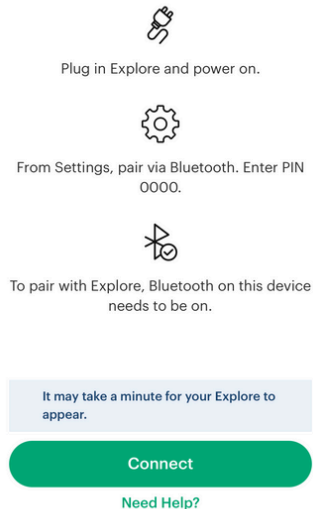 Plug in Explore and power on.
From Settings, pair via Bluetooth. Enter PIN
0000.
To pair with Explore, Bluetooth on this device
needs to be on.
It may take a minute for your Explore to
appear.
Connect
Need Help?